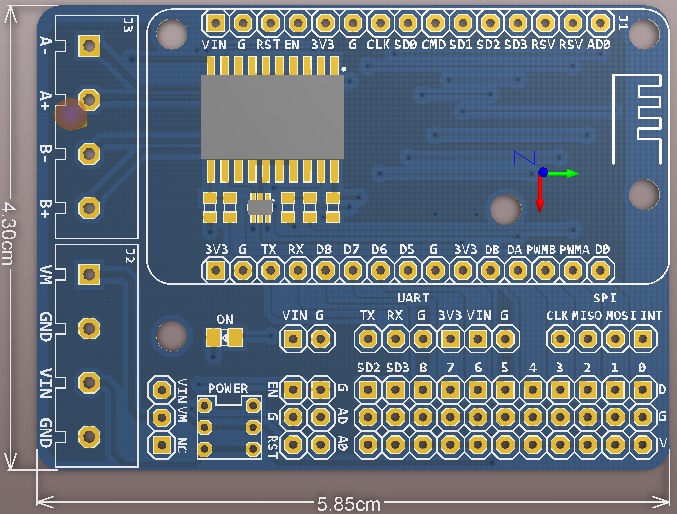 J3
J1
VIN G RST EN 3V3 G CLK SD0 CMD SD1 SD2 SD3 RSV RSV AD0
A-
A+
B-
B+
Z
3V3 G TX RX D8 D7 D6 D5 G 3V3 DB DA PWMB PWMA D0
J2
VM
GND
VIN
GND
UART SPI
ON VIN G TX RX G 3V3 VIN G CLK MISO MOSI INT
SD2 SD3 8 7 6 5 4 3 2 1 0
VIN VM NC
POWER
EN G D
AD G
RST A0 V
4.30cm
5.85cm